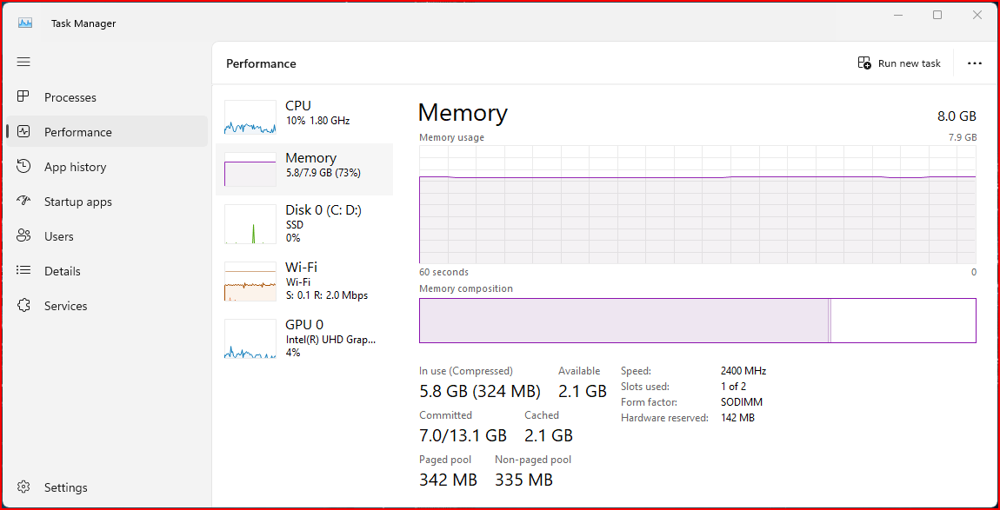 Task Manager
Processes
Performance
App history
Startup apps
Users
Details
Services
Settings
Performance
Run new task
CPU
10% 1.80 GHz
Memory
5.8/7.9 GB (73%)
Disk 0 (C: D:)
SSD
0%
Wi-Fi
Wi-Fi
S: 0.1 R: 2.0 Mbps
GPU 0
Intel(R) UHD Grap...
4%
Memory 8.0 GB
Memory usage 7.9 GB
60 seconds 0
Memory composition
In use (Compressed) Available
5.8 GB (324 MB) 2.1 GB
Committed Cached
7.0/13.1 GB 2.1 GB
Paged pool Non-paged pool
342 MB 335 MB
Speed: 2400 MHz
Slots used: 1 of 2
Form factor: SODIMM
Hardware reserved: 142 MB